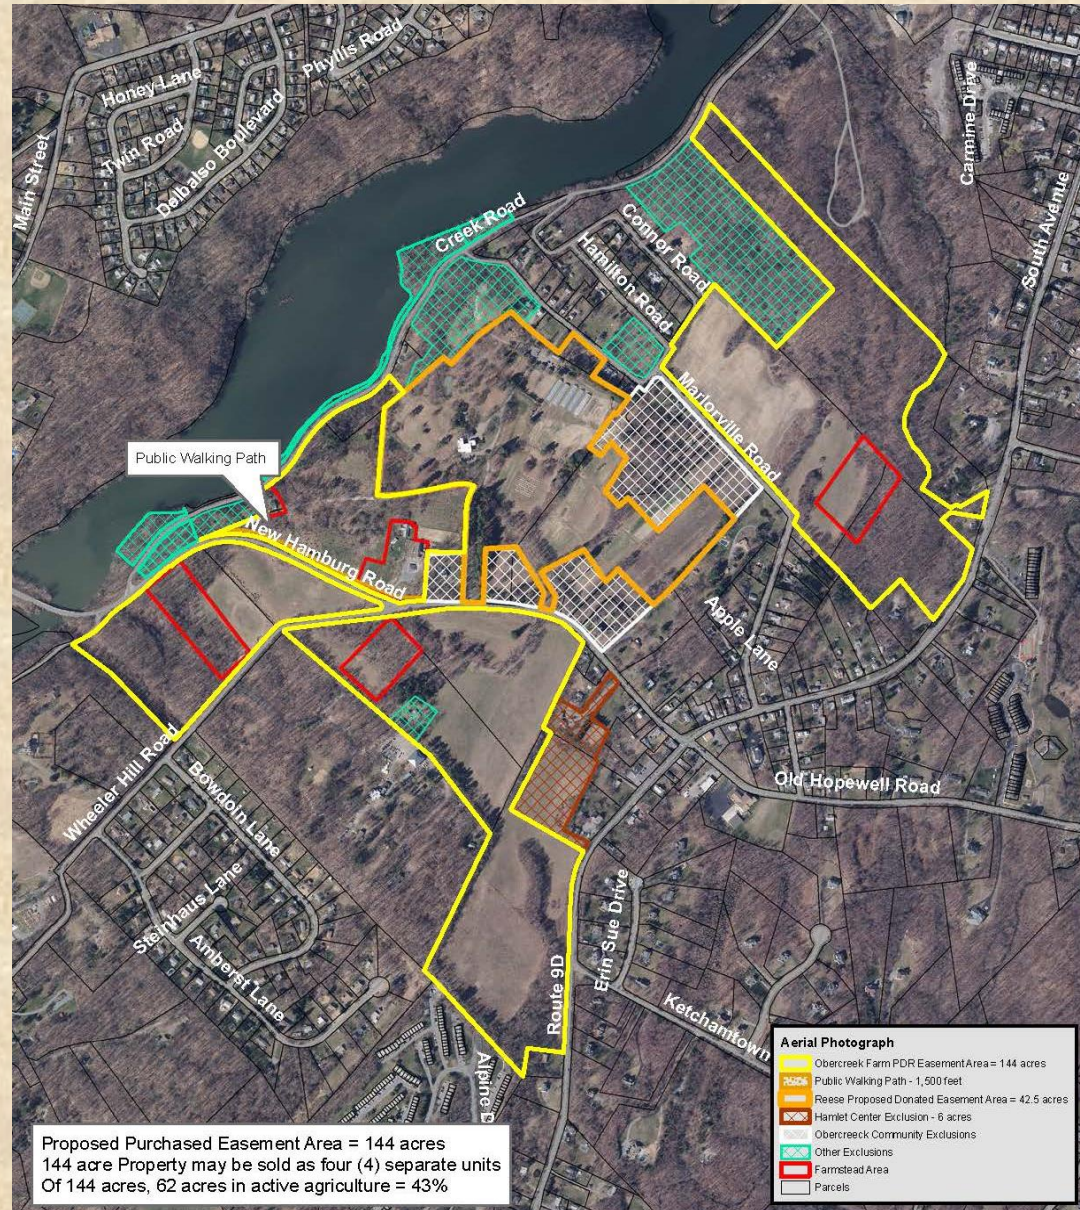 Phyllis Road
Honey Lane
Twin Road
Delbalso Boulevard
Main Street
Carmine Drive
South Avenue
Creek Road
Connor Road
Hamilton Road
Marlorville Road
Public Walking Path
New Hamburg Road
Apple Lane
Wheeler Hill Road
Bowdoin Lane
Old Hopewell Road
Steinhaus Lane
Amherst Lane
Erin Sue Drive
Route 9D
Ketchamtown
Alpine D
Aerial Photograph
Obercreek Farm PDR Easement Area = 144 acres
Public Walking Path - 1,500 feet
Reese Proposed Donated Easement Area = 42.5 acres
Hamlet Center Exclusion - 6 acres
Obercreeck Community Exclusions
Other Exclusions
Farmstead Area
Parcels
Proposed Purchased Easement Area = 144 acres
144 acre Property may be sold as four (4) separate units
Of 144 acres, 62 acres in active agriculture = 43%